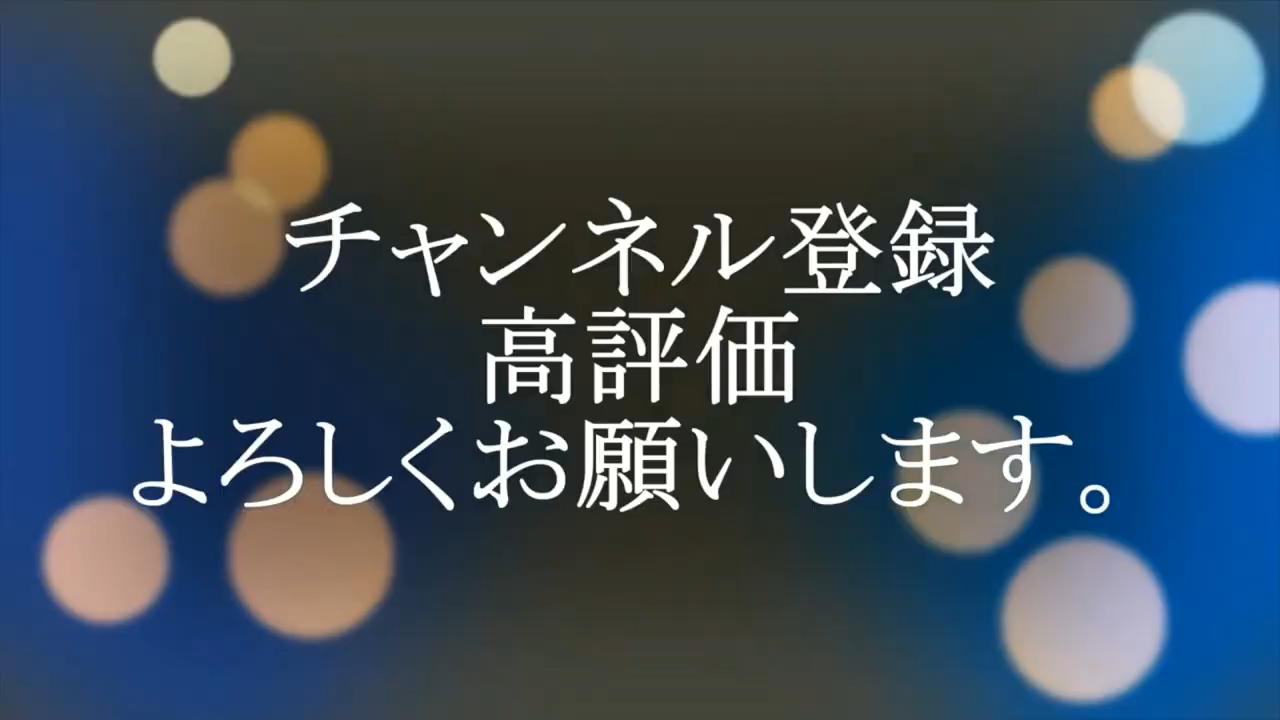 チャンネル登録
高評価
よろしくお願いします。